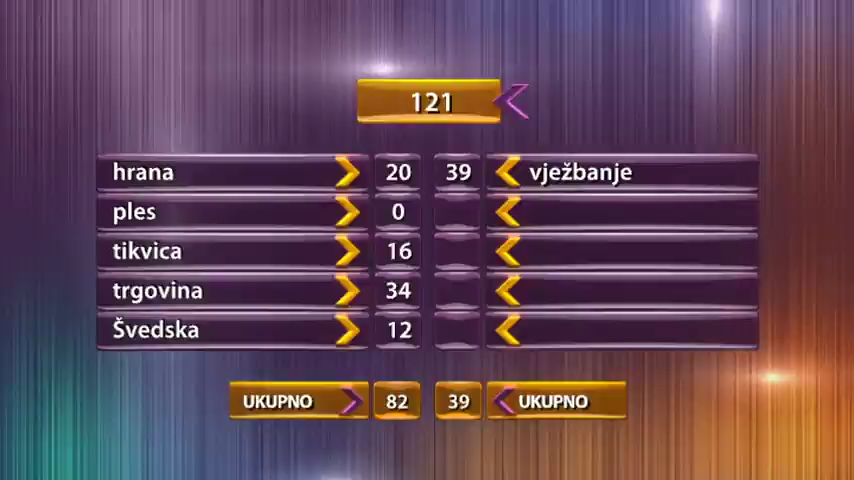 121
hrana 20 39 vježbanje
ples 0
tikvica 16
trgovina 34
Švedska 12
UKUPNO 82 39 UKUPNO